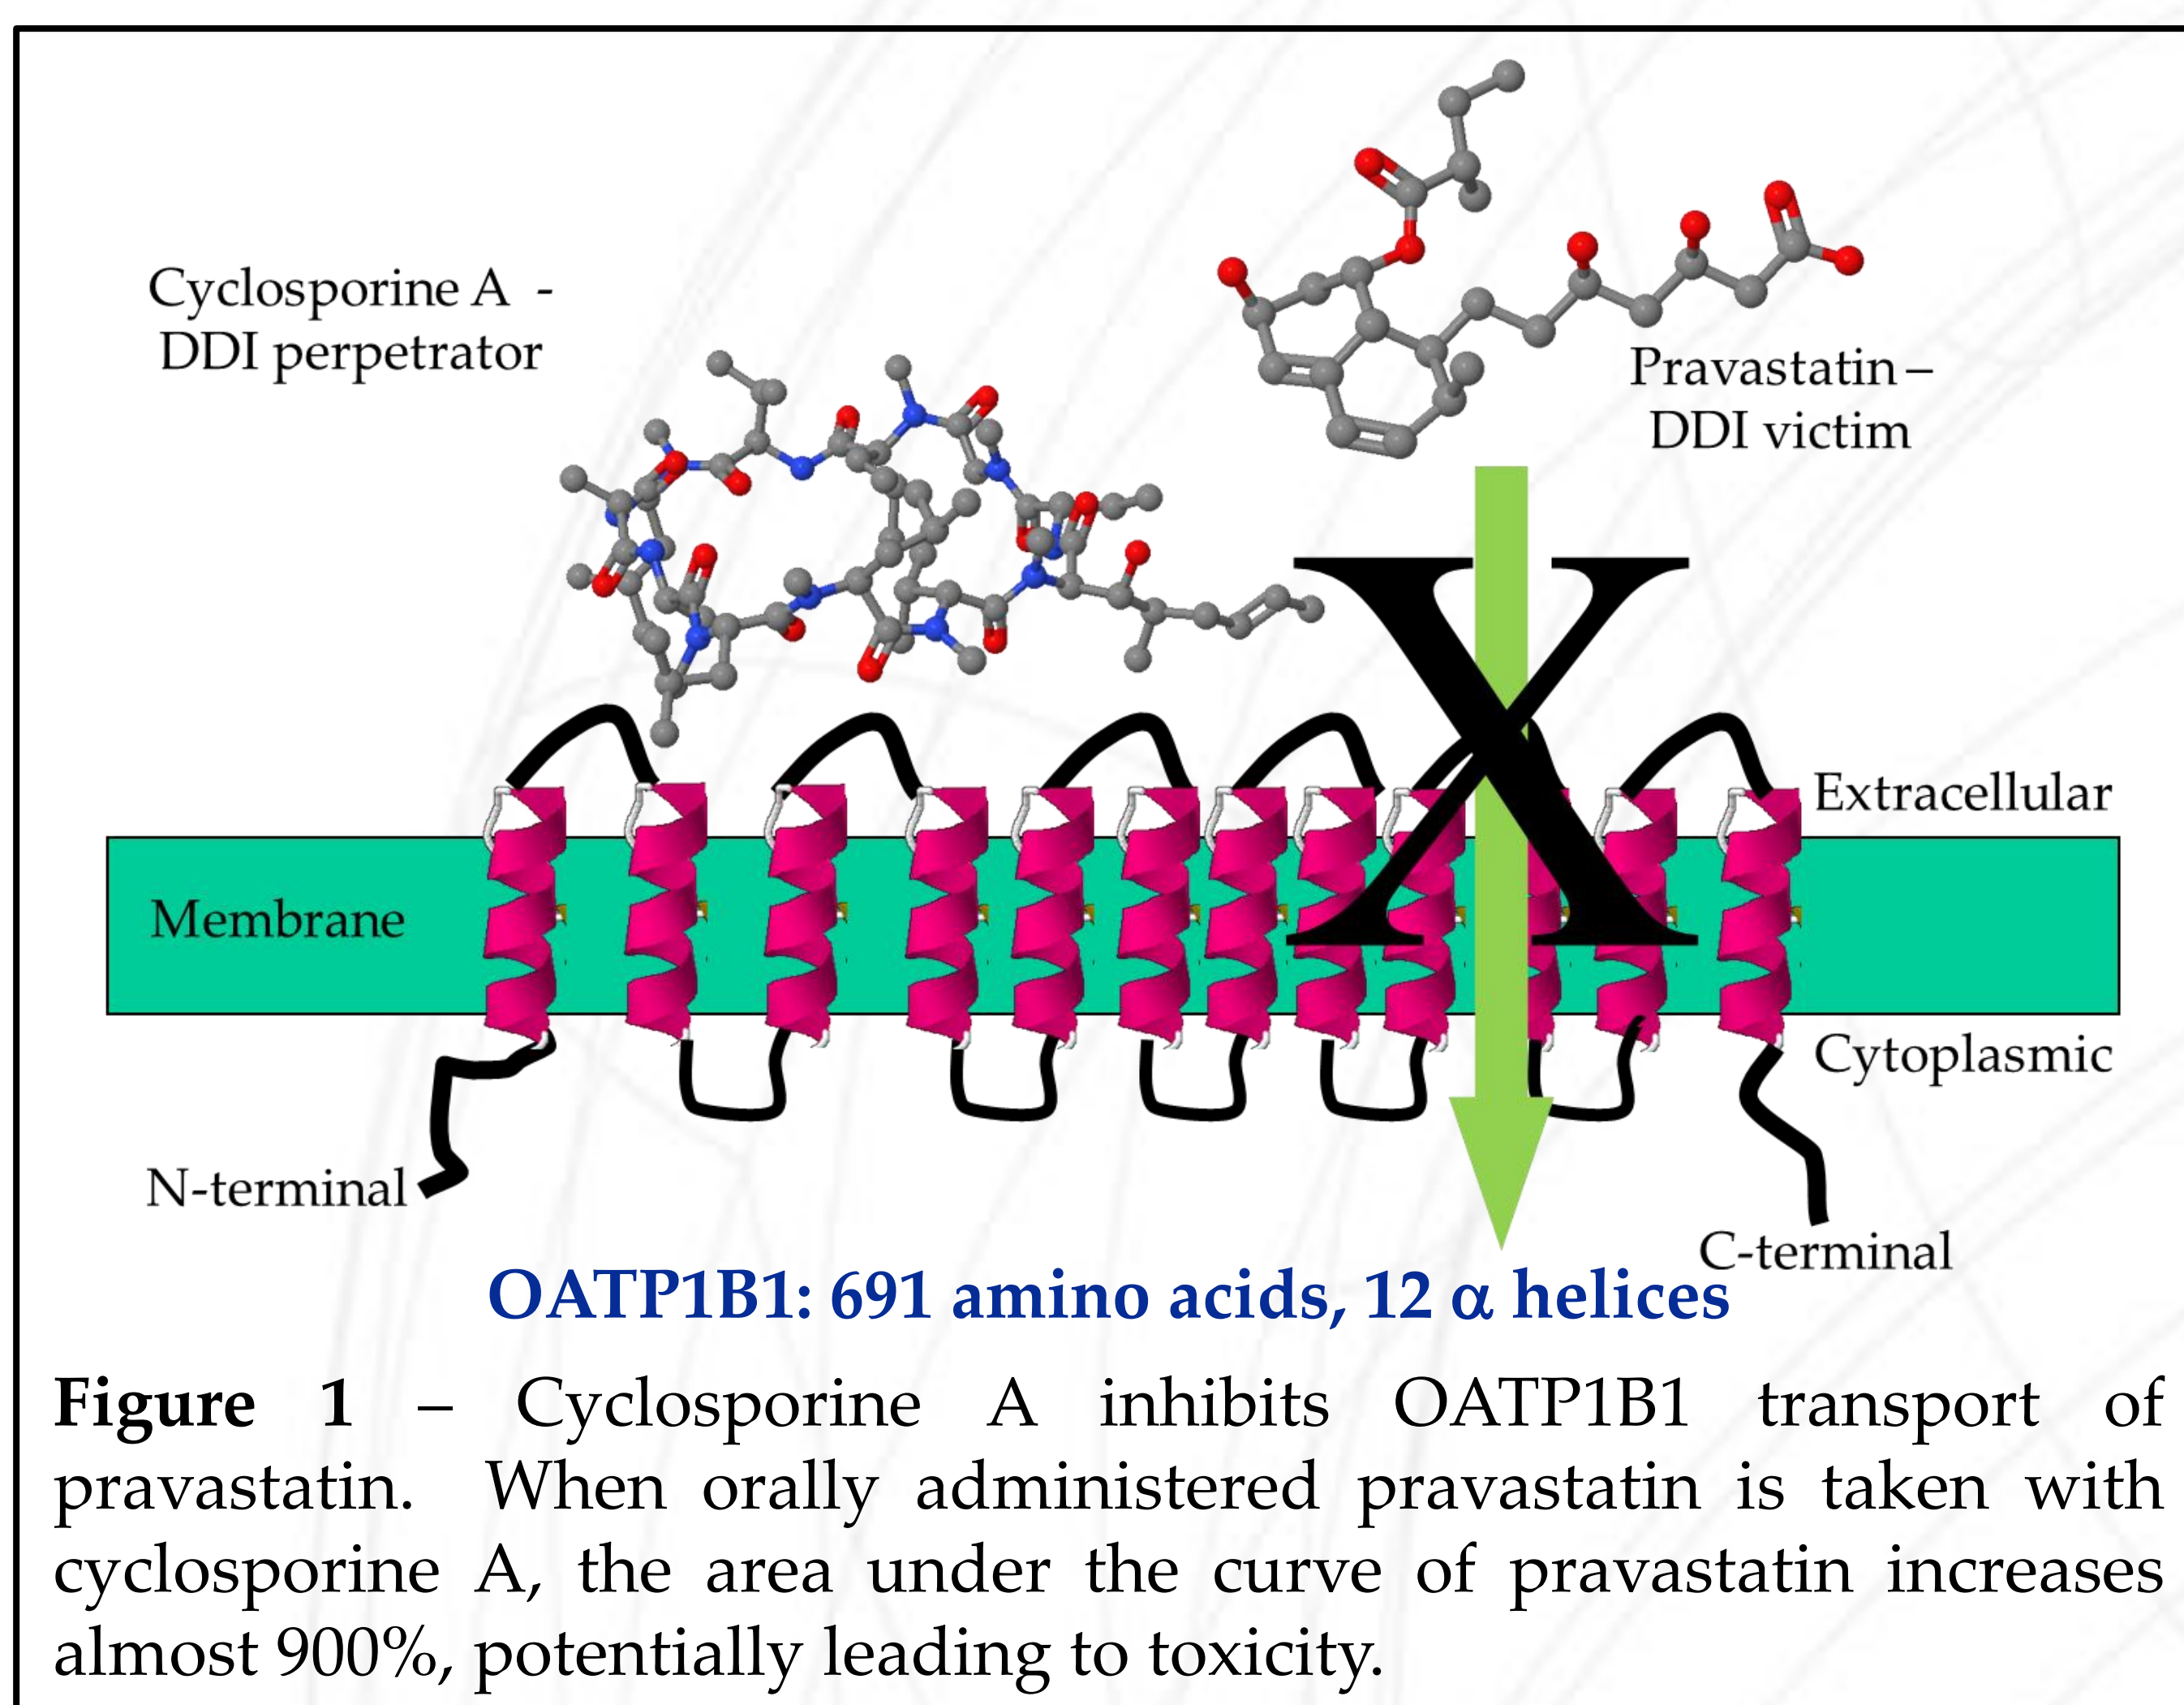 Cyclosporine A -
DDI perpetrator
Pravastatin –
DDI victim
X
Extracellular
Membrane
Cytoplasmic
N-terminal
C-terminal
OATP1B1: 691 amino acids, 12 α helices
Figure 1 – Cyclosporine A inhibits OATP1B1 transport of
pravastatin. When orally administered pravastatin is taken with
cyclosporine A, the area under the curve of pravastatin increases
almost 900%, potentially leading to toxicity.